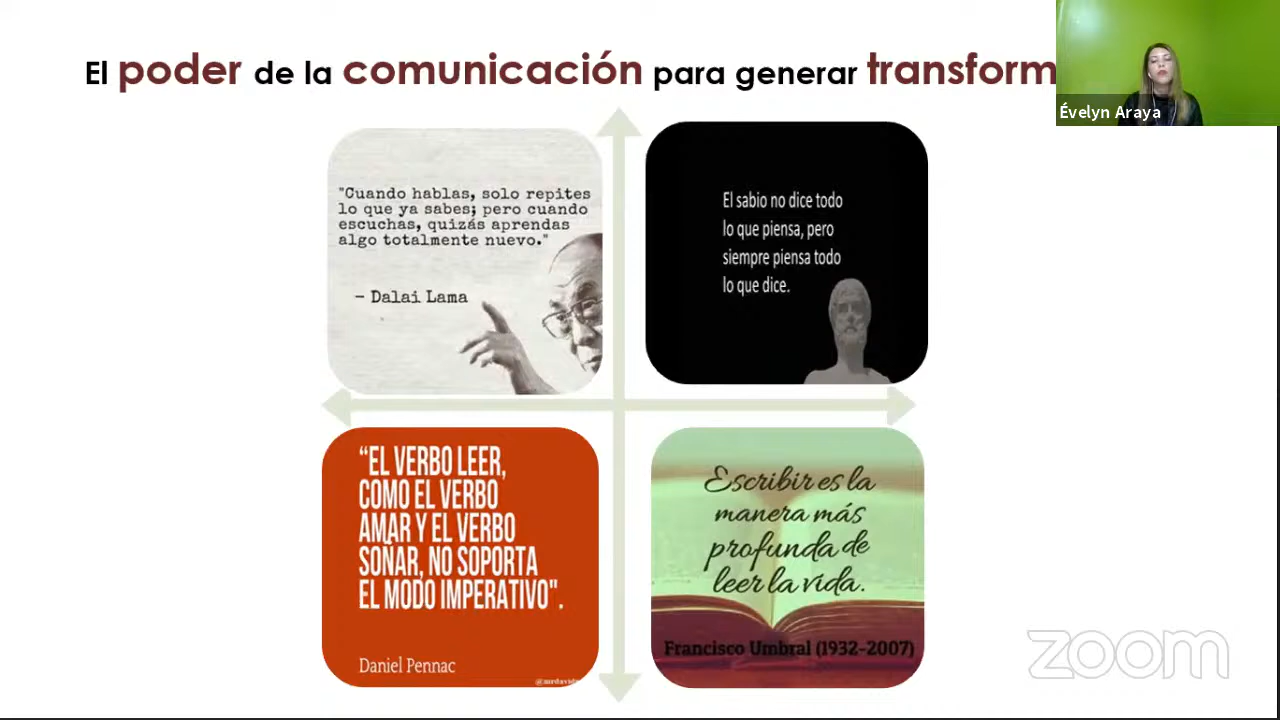 El poder de la comunicación para generar transform
Évelyn Araya
"Cuando hablas, solo repites
lo que ya sabes; pero cuando
escuchas, quizás aprendas
algo totalmente nuevo."
– Dalai Lama
El sabio no dice todo
lo que piensa, pero
siempre piensa todo
lo que dice.
“EL VERBO LEER,
COMO EL VERBO
AMAR Y EL VERBO
SOÑAR, NO SOPORTA
EL MODO IMPERATIVO".
Daniel Pennac
Escribir es la
manera más
profunda de
leer la vida.
Francisco Umbral (1932-2007)
zoom